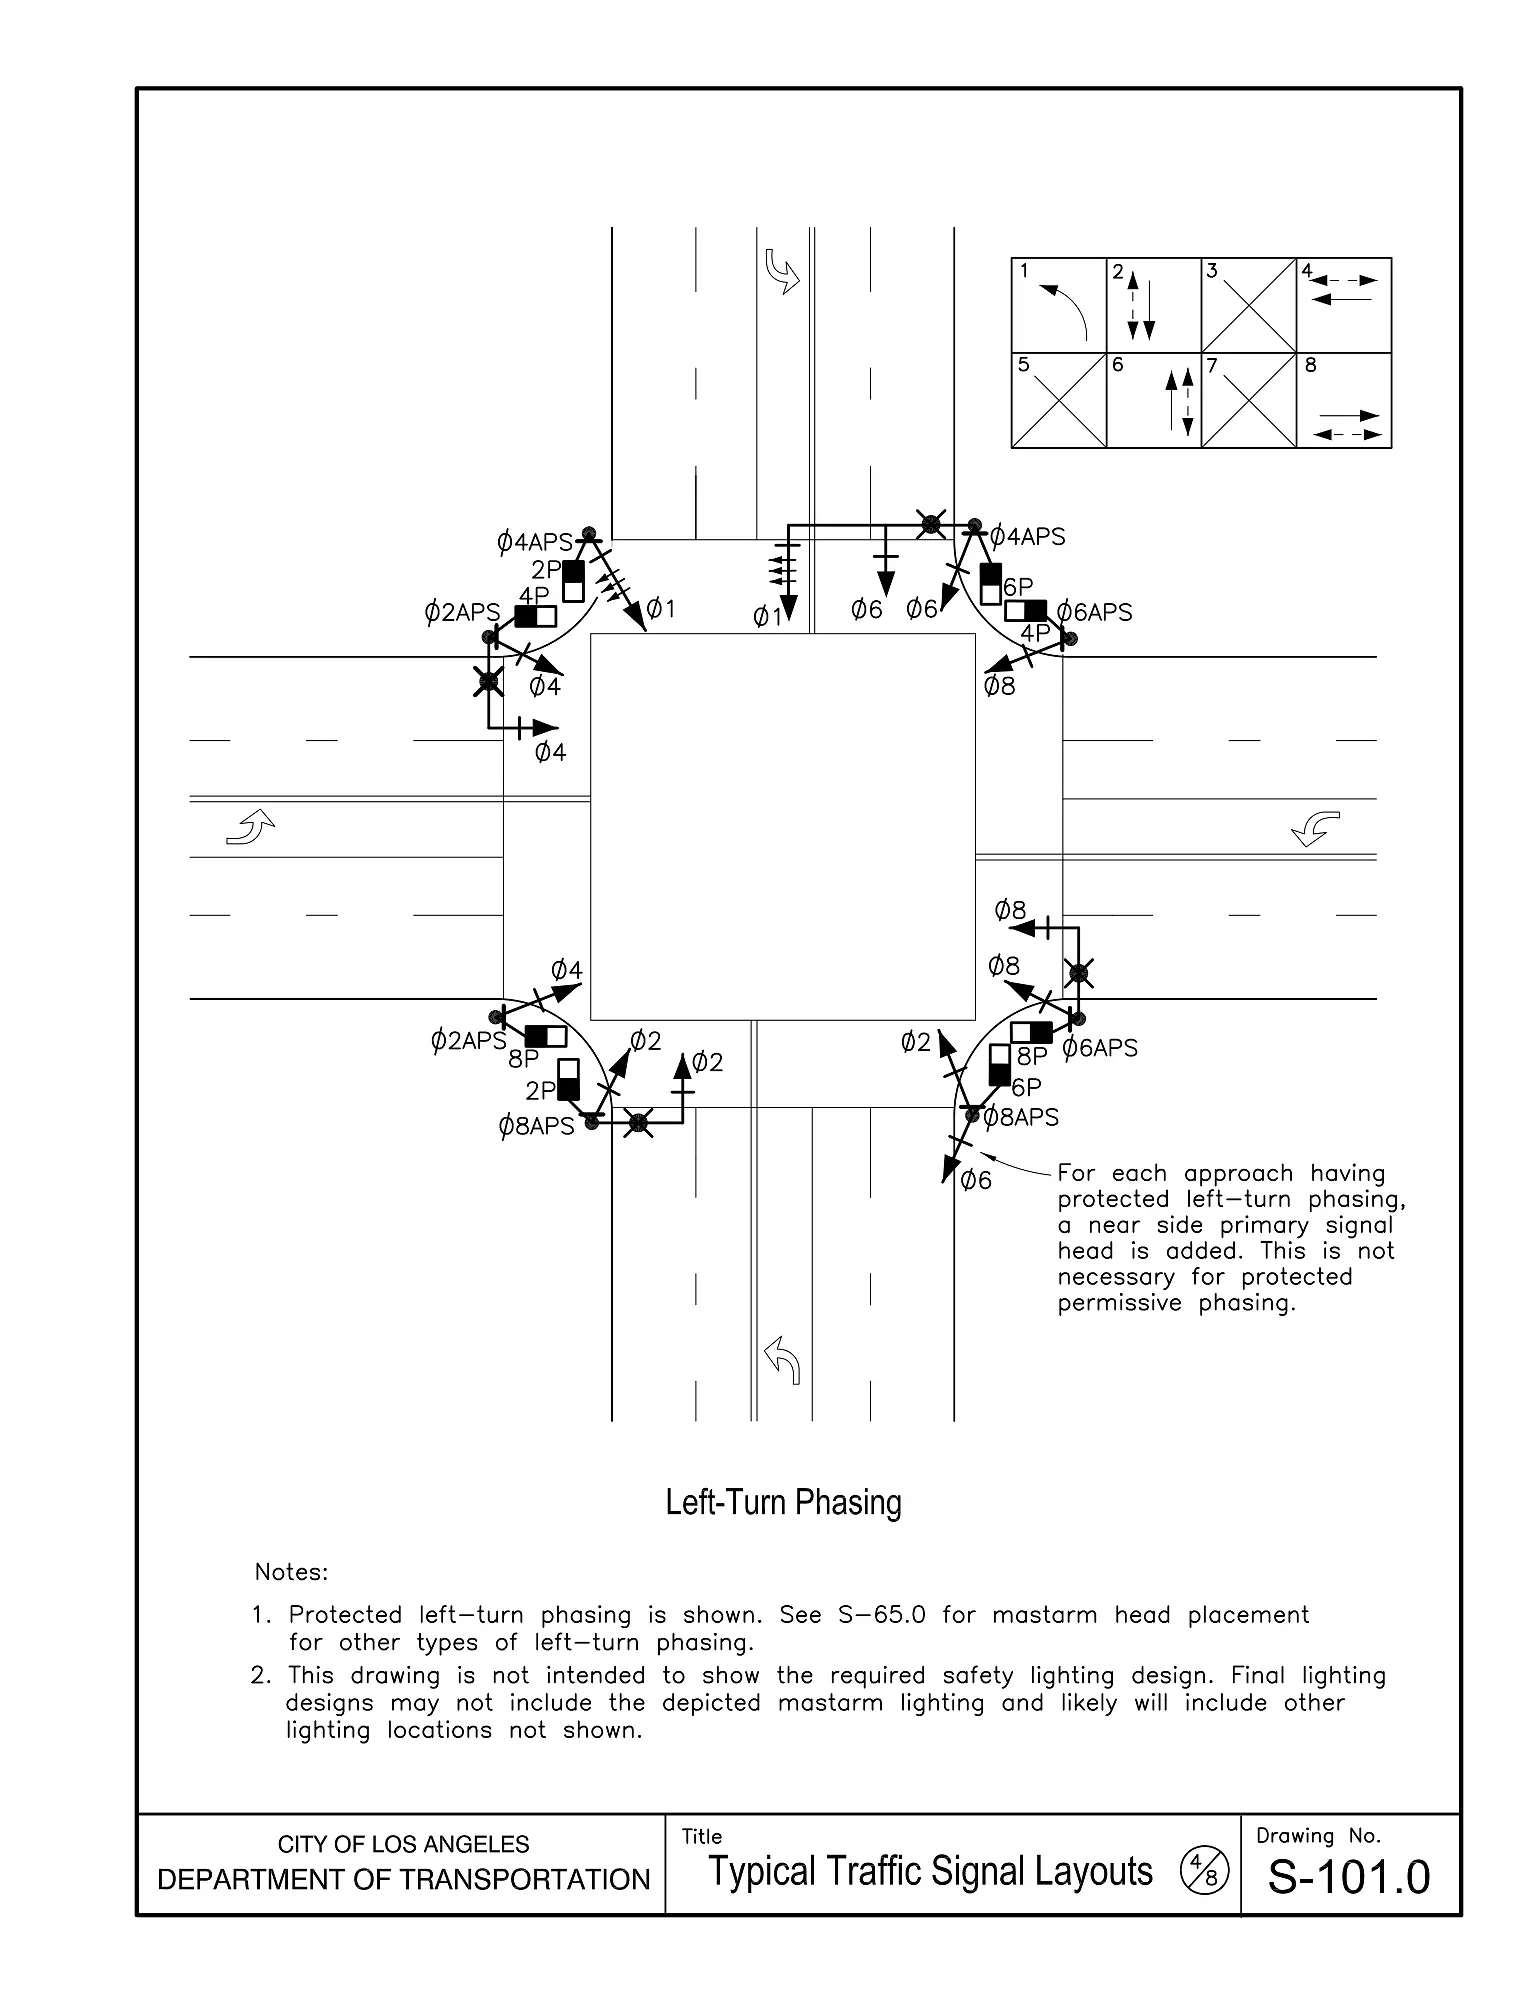 1 2 3 4
5 6 7 8
Ø4APS
2P
4P
Ø2APS
Ø1
Ø4
Ø4
Ø1
Ø6
Ø6
Ø4APS
6P
Ø6APS
4P
Ø8
Ø8
Ø8
Ø4
Ø2APS
8P
2P
Ø8APS
Ø2
Ø2
Ø2
8P
Ø6APS
6P
Ø8APS
Ø6
For each approach having
protected left-turn phasing,
a near side primary signal
head is added. This is not
necessary for protected
permissive phasing.
Left-Turn Phasing
Notes:
1. Protected left-turn phasing is shown. See S-65.0 for mastarm head placement
for other types of left-turn phasing.
2. This drawing is not intended to show the required safety lighting design. Final lighting
designs may not include the depicted mastarm lighting and likely will include other
lighting locations not shown.
CITY OF LOS ANGELES
DEPARTMENT OF TRANSPORTATION
Title
Typical Traffic Signal Layouts
4/8
Drawing No.
S-101.0